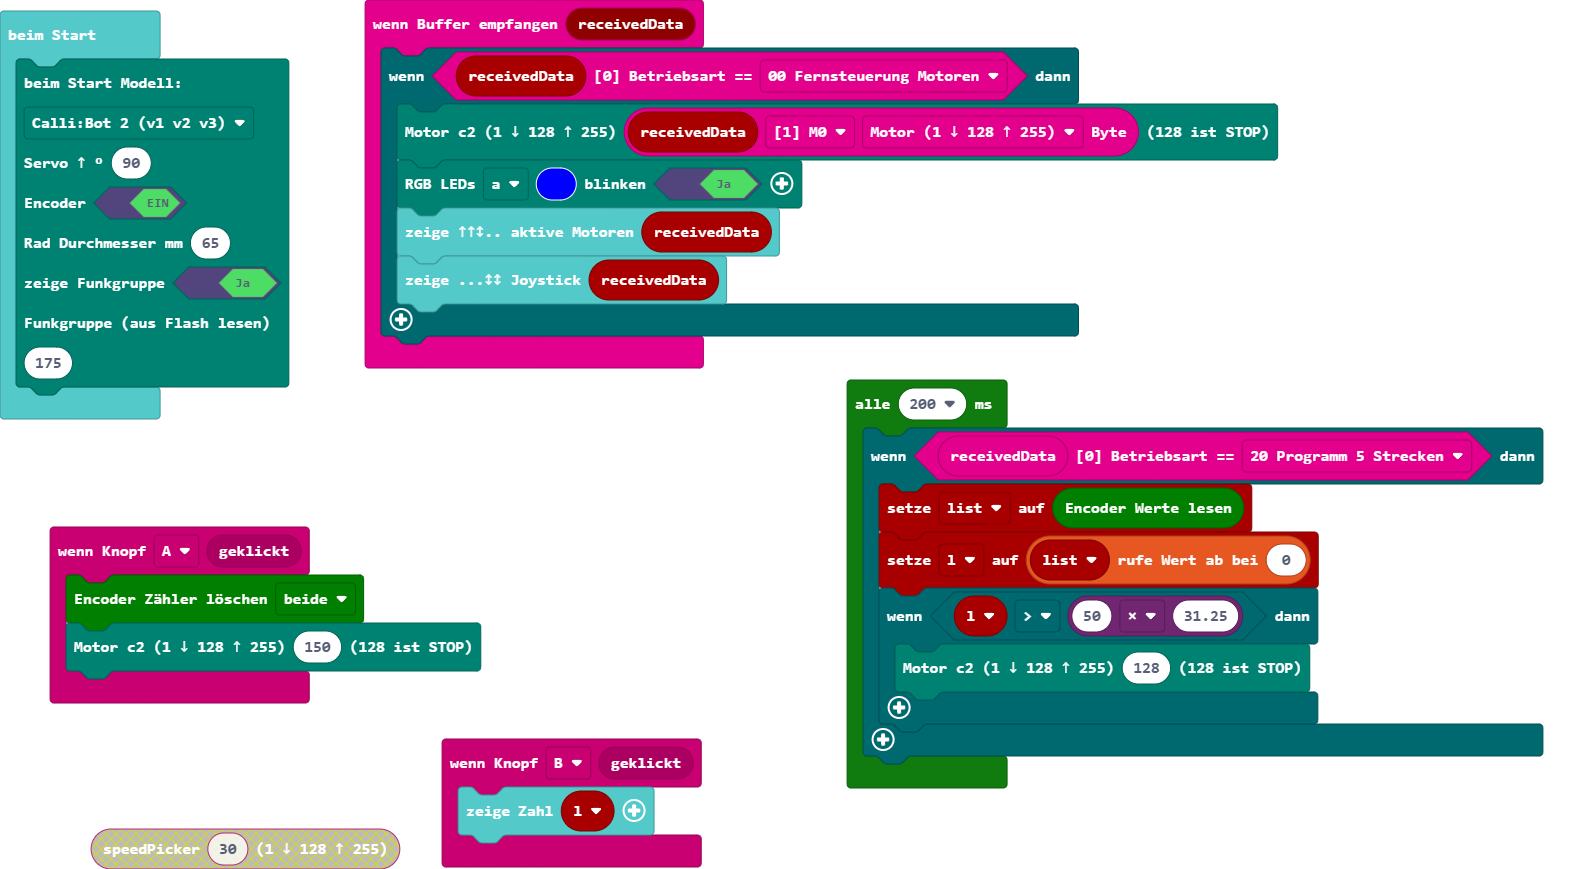 beim Start
beim Start Modell:
Calli:Bot 2 (v1 v2 v3)
Servo ↑ ° 90
Encoder EIN
Rad Durchmesser mm 65
zeige Funkgruppe Ja
Funkgruppe (aus Flash lesen)
175
wenn Buffer empfangen receivedData
wenn receivedData [0] Betriebsart == 00 Fernsteuerung Motoren dann
Motor c2 (1 ↓ 128 ↑ 255) receivedData [1] M0 Motor (1 ↓ 128 ↑ 255) Byte (128 ist STOP)
RGB LEDs a blinken Ja
zeige ↑↑↕.. aktive Motoren receivedData
zeige ...↕↕ Joystick receivedData
alle 200 ms
wenn receivedData [0] Betriebsart == 20 Programm 5 Strecken dann
setze list auf Encoder Werte lesen
setze l auf list rufe Wert ab bei 0
wenn l > 50 × 31.25 dann
Motor c2 (1 ↓ 128 ↑ 255) 128 (128 ist STOP)
wenn Knopf A geklickt
Encoder Zähler löschen beide
Motor c2 (1 ↓ 128 ↑ 255) 150 (128 ist STOP)
wenn Knopf B geklickt
zeige Zahl l
speedPicker 30 (1 ↓ 128 ↑ 255)